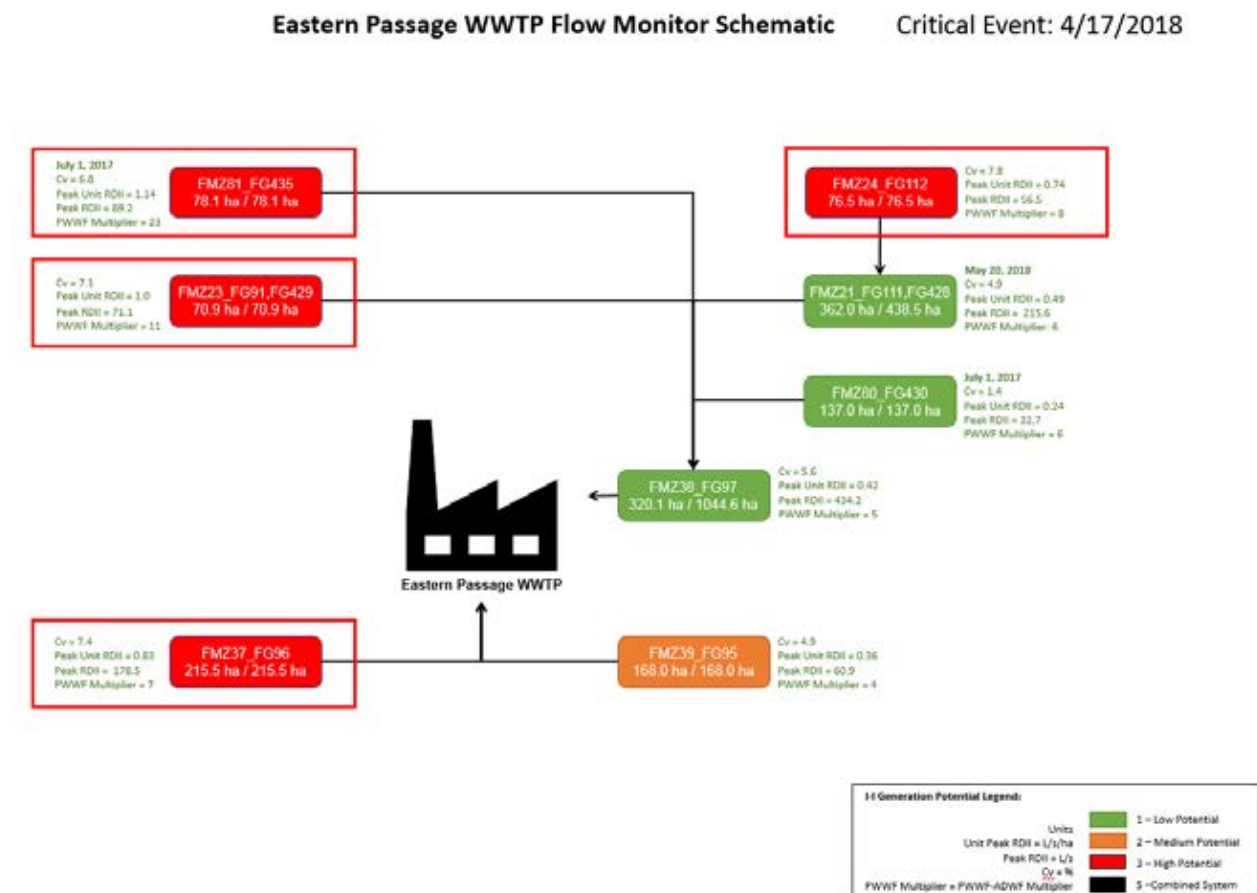 Eastern Passage WWTP Flow Monitor Schematic
Critical Event: 4/17/2018
July 1, 2017
Cv = 6.8
Peak Unit RDII = 1.14
Peak RDII = 89.2
PWWF Multiplier = 23
FMZ81_FG435
78.1 ha / 78.1 ha
FMZ24_FG112
76.5 ha / 76.5 ha
Cv = 7.8
Peak Unit RDII = 0.74
Peak RDII = 56.5
PWWF Multiplier = 8
Cv = 7.1
Peak Unit RDII = 1.0
Peak RDII = 71.1
PWWF Multiplier = 11
FMZ23_FG91,FG429
70.9 ha / 70.9 ha
FMZ21_FG111,FG428
362.0 ha / 438.5 ha
May 20, 2018
Cv = 4.9
Peak Unit RDII = 0.49
Peak RDII = 215.6
PWWF Multiplier: 6
FMZ80_FG430
137.0 ha / 137.0 ha
July 1, 2017
Cv = 1.4
Peak Unit RDII = 0.24
Peak RDII = 32.7
PWWF Multiplier = 6
FMZ38_FG97
320.1 ha / 1044.6 ha
Cv = 5.6
Peak Unit RDII = 0.42
Peak RDII = 434.2
PWWF Multiplier = 5
Eastern Passage WWTP
Cv = 7.4
Peak Unit RDII = 0.83
Peak RDII = 178.5
PWWF Multiplier = 7
FMZ37_FG96
215.5 ha / 215.5 ha
FMZ39_FG95
168.0 ha / 168.0 ha
Cv = 4.9
Peak Unit RDII = 0.36
Peak RDII = 60.9
PWWF Multiplier = 4
I-I Generation Potential Legend:
Units
Unit Peak RDII = L/s/ha
Peak RDII = L/s
Cv = %
PWWF Multiplier = PWWF-ADWF Multiplier
1 – Low Potential
2 – Medium Potential
3 – High Potential
5 –Combined System